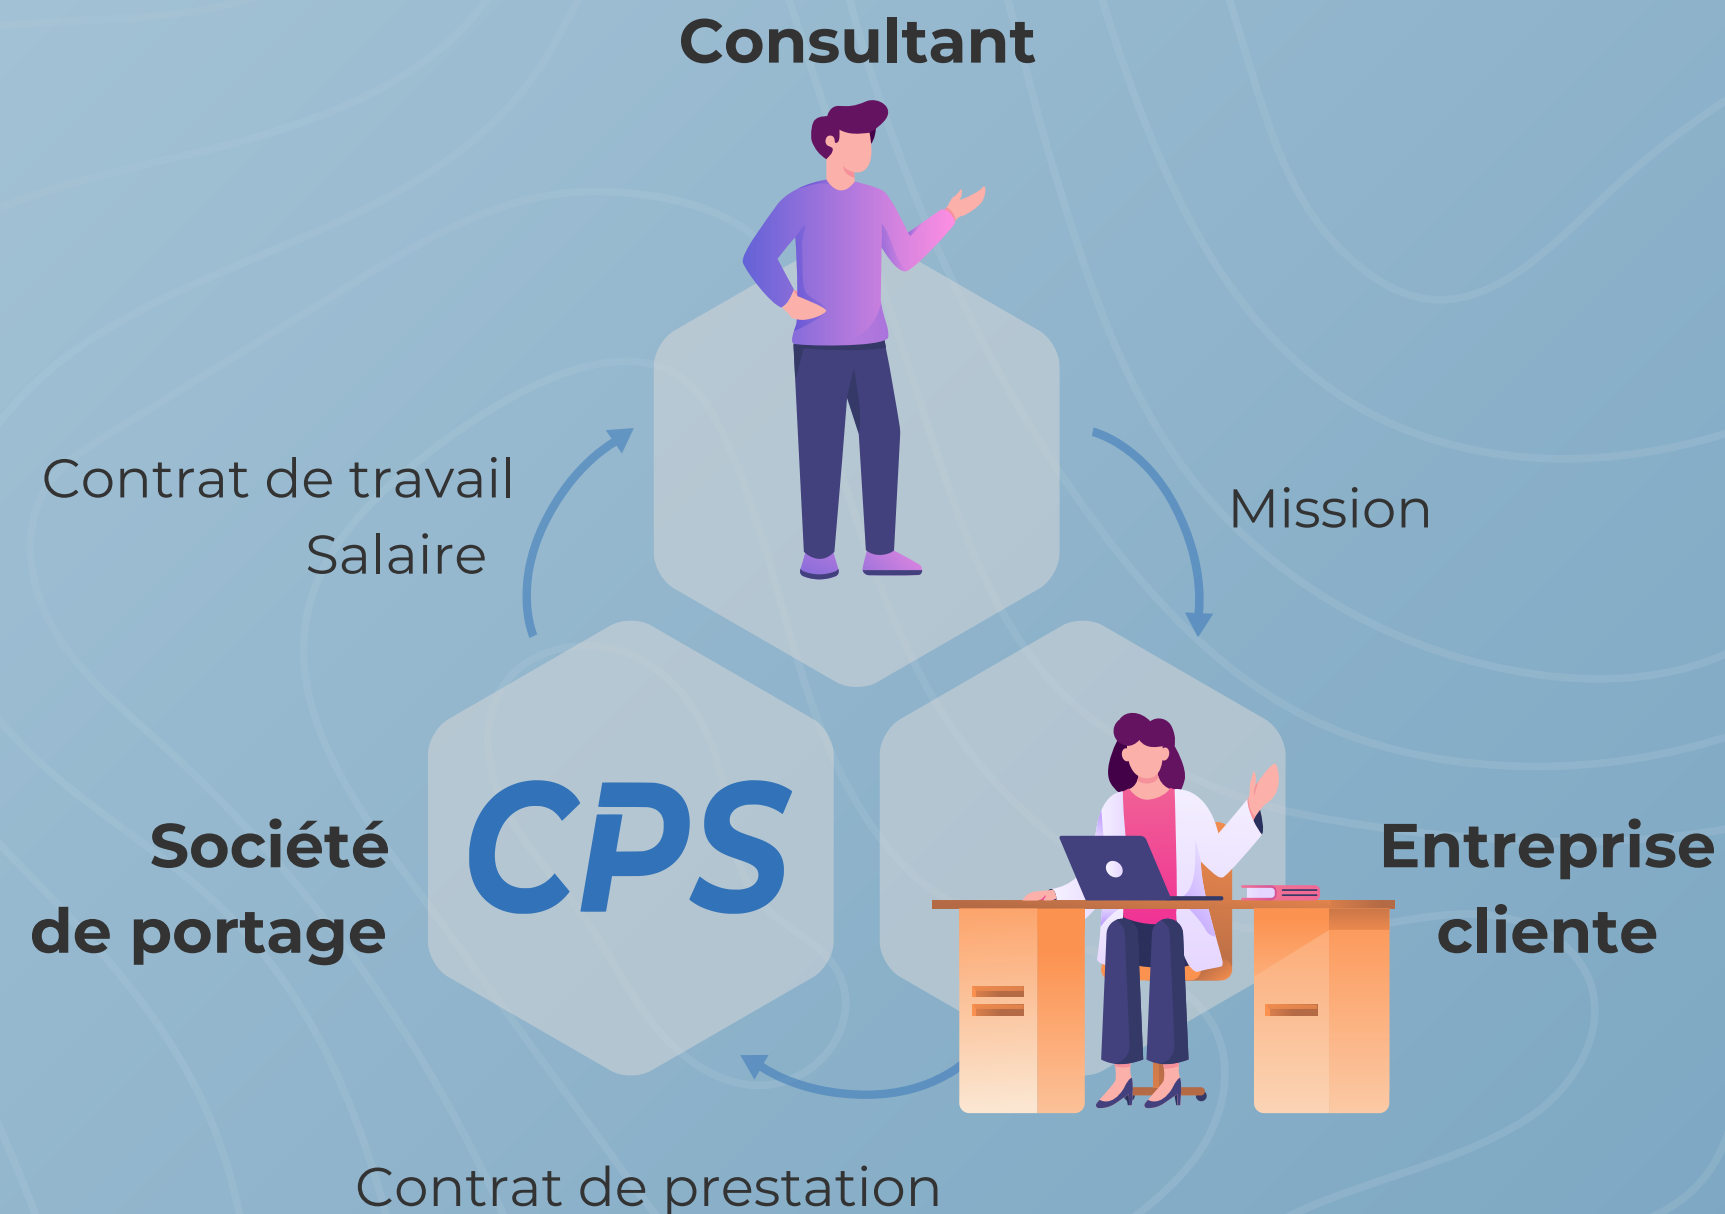 Consultant
Contrat de travail
Salaire
Mission
Société
de portage
CPS
Entreprise
cliente
Contrat de prestation